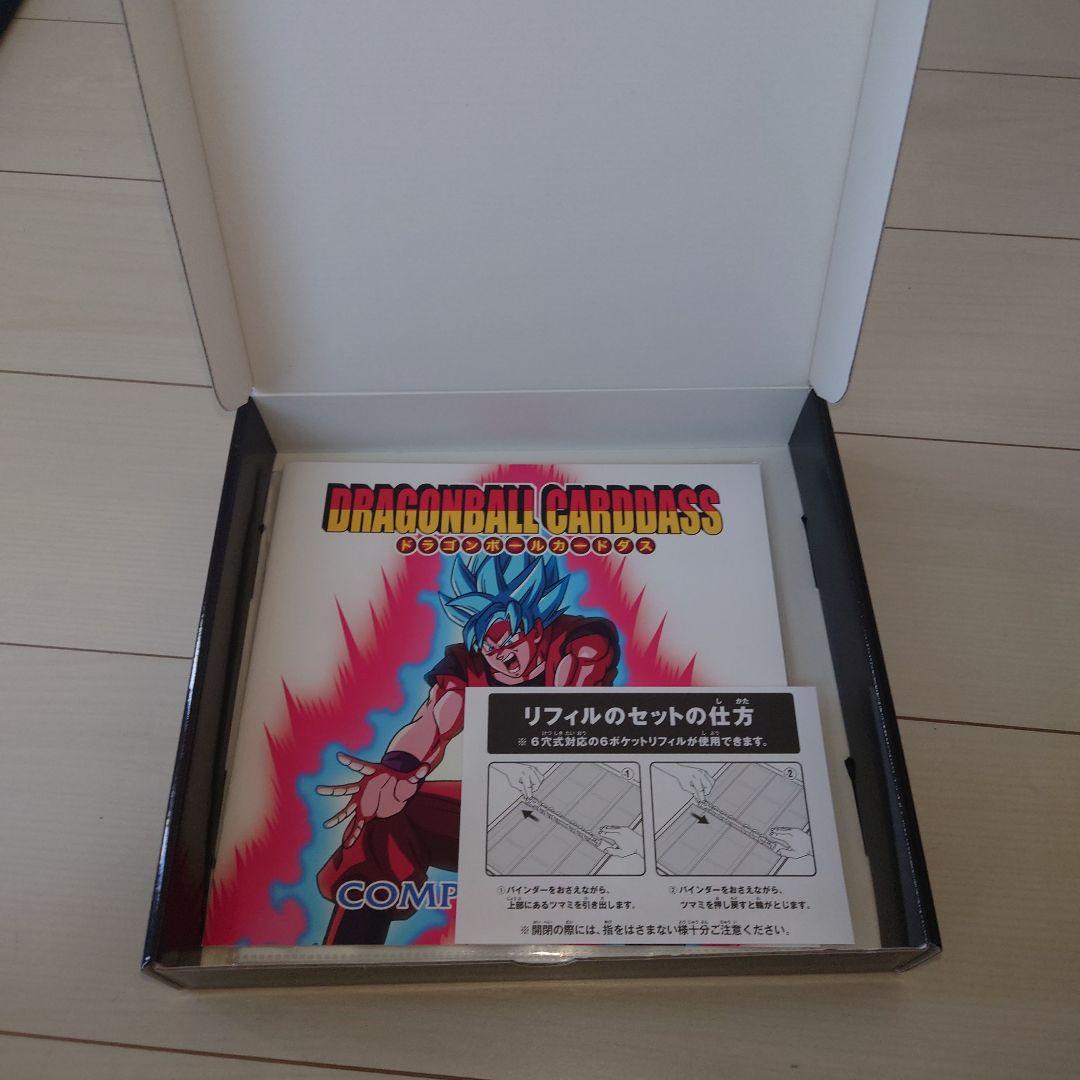 DRAGONBALL CARDDASS
ドラゴンボールカードダス
COMP
リフィルのセットの仕方
※6穴式対応の6ポケットリフィルが使用できます。
①
②
①バインダーをおさえながら、
上部にあるツマミを引き出します。
②バインダーをおさえながら、
ツマミを押し戻すと輪がとじます。
※開閉の際には、指をはさまない様十分ご注意ください。